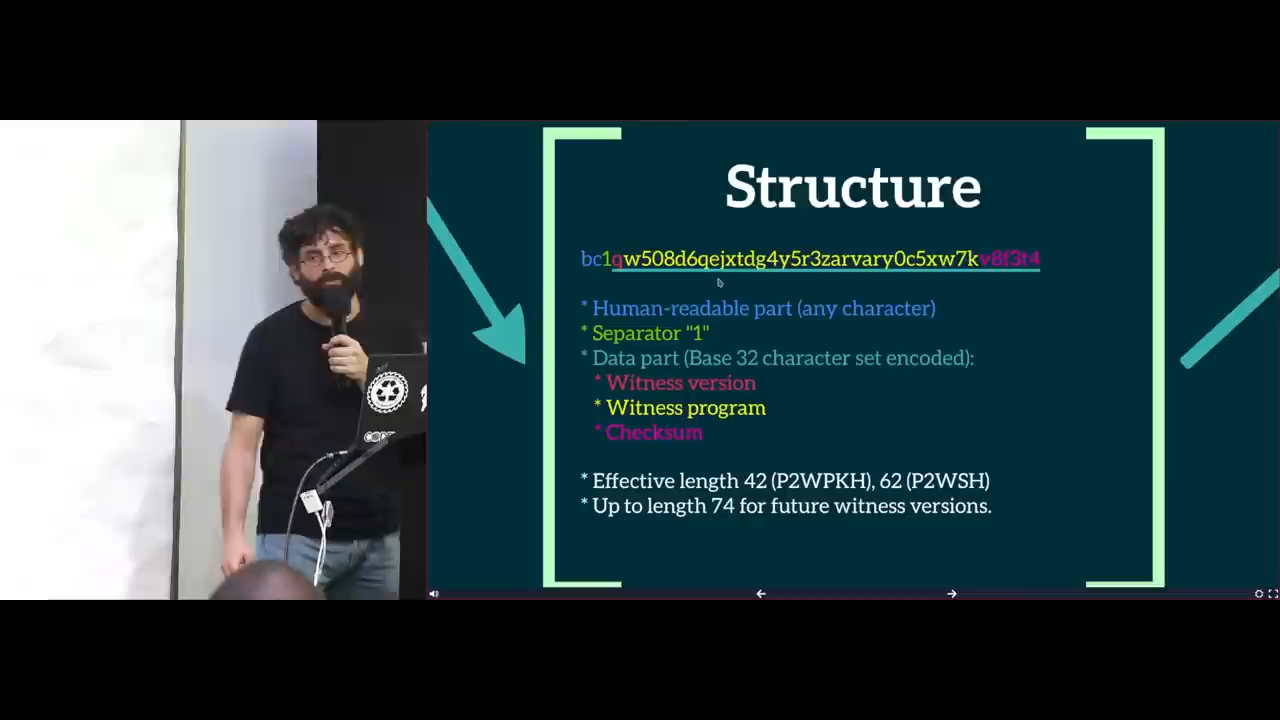 Structure
bc1qw508d6qejxtdg4y5r3zarvary0c5xw7kv8f3t4
* Human-readable part (any character)
* Separator "1"
* Data part (Base 32 character set encoded):
* Witness version
* Witness program
* Checksum
* Effective length 42 (P2WPKH), 62 (P2WSH)
* Up to length 74 for future witness versions.